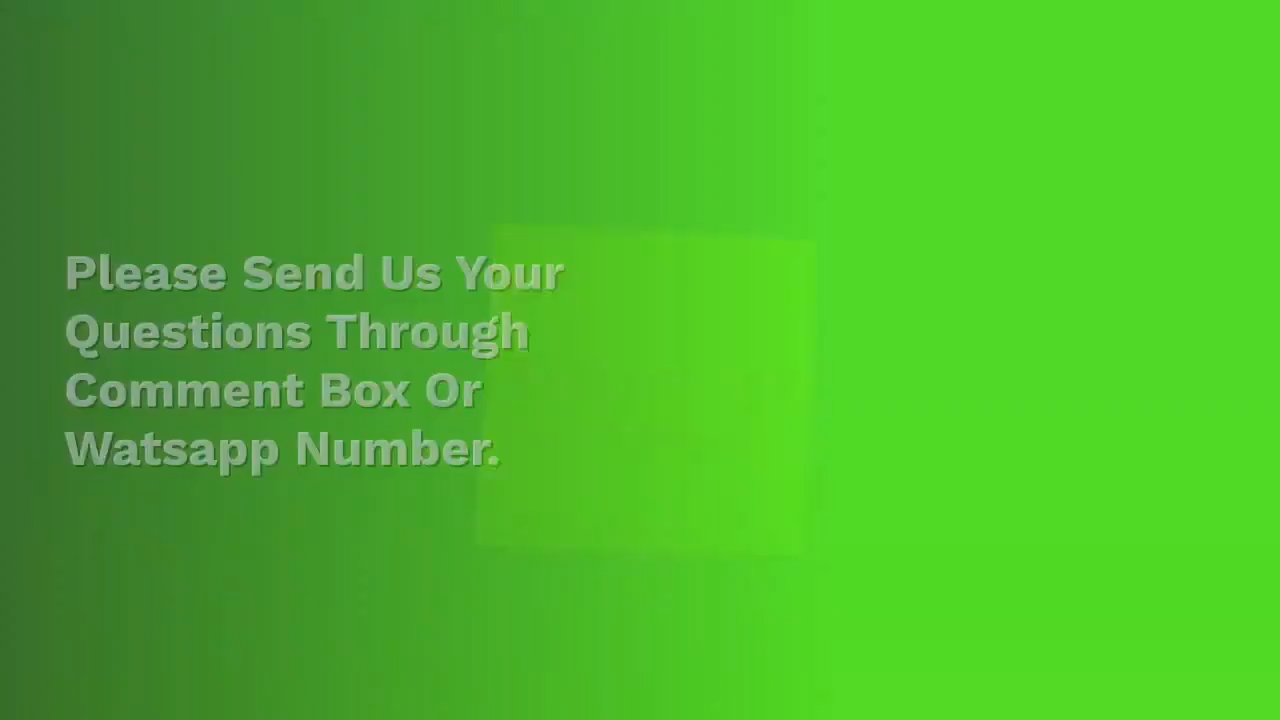 Please Send Us Your
Questions Through
Comment Box Or
Watsapp Number.